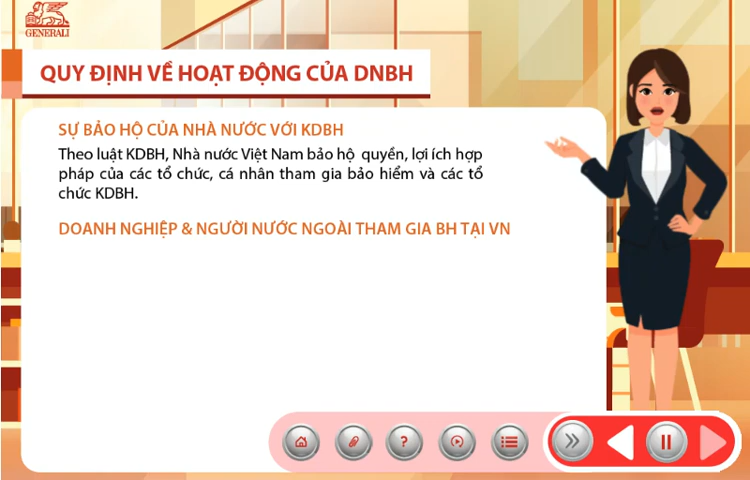 GENERALI
QUY ĐỊNH VỀ HOẠT ĐỘNG CỦA DNBH
SỰ BẢO HỘ CỦA NHÀ NƯỚC VỚI KDBH
Theo luật KDBH, Nhà nước Việt Nam bảo hộ quyền, lợi ích hợp
pháp của các tổ chức, cá nhân tham gia bảo hiểm và các tổ
chức KDBH.
DOANH NGHIỆP & NGƯỜI NƯỚC NGOÀI THAM GIA BH TẠI VN
?